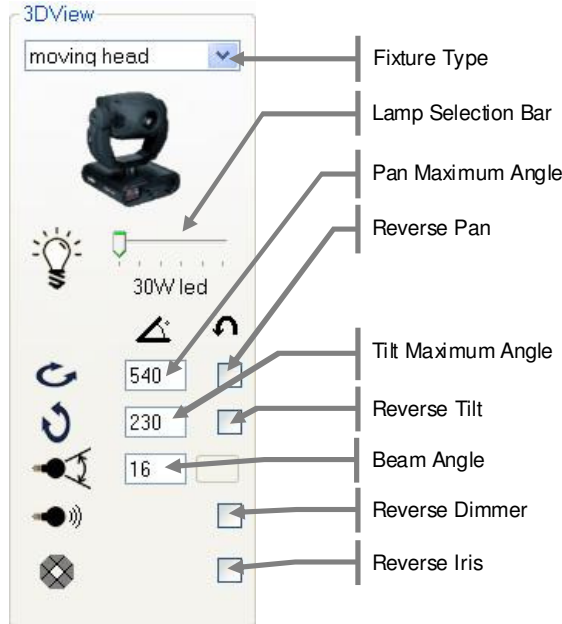 3DView
moving head
Fixture Type
Lamp Selection Bar
Pan Maximum Angle
Reverse Pan
30W led
Tilt Maximum Angle
540
Reverse Tilt
230
Beam Angle
16
Reverse Dimmer
Reverse Iris